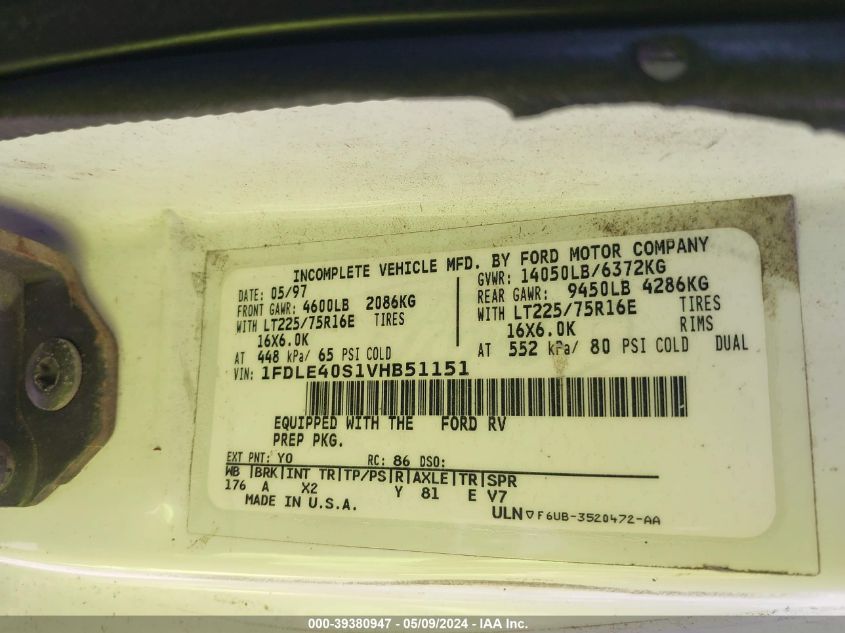 INCOMPLETE VEHICLE MFD. BY FORD MOTOR COMPANY
DATE: 05/97
GVWR: 14050LB/6372KG
FRONT GAWR: 4600LB 2086KG
REAR GAWR: 9450LB 4286KG
WITH LT225/75R16E TIRES
WITH LT225/75R16E TIRES
16X6.0K
16X6.0K RIMS
AT 448 kPa/ 65 PSI COLD
AT 552 kPa/ 80 PSI COLD DUAL
VIN: 1FDLE40S1VHB51151
EQUIPPED WITH THE FORD RV
PREP PKG.
EXT PNT: YO RC: 86 DSO:
WB |BRK|INT TR|TP/PS|R|AXLE|TR|SPR
176 A X2 Y 81 E V7
MADE IN U.S.A.
ULN ▽ F6UB-3520472-AA
000-39380947 - 05/09/2024 - IAA Inc.